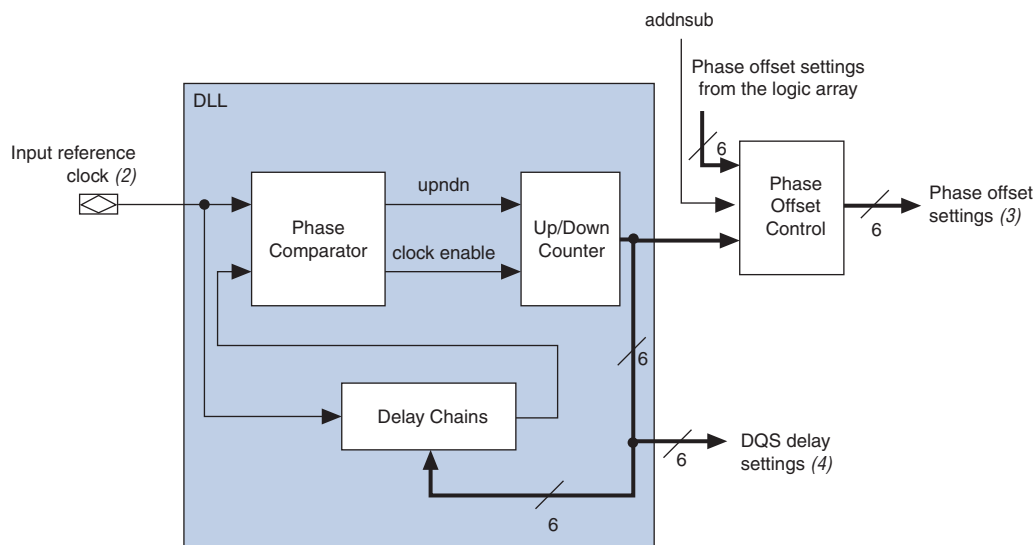 addnsub
Phase offset settings
from the logic array
DLL
6
Input reference
clock (2)
upndn
Phase
Comparator
Up/Down
Counter
clock enable
Phase
Offset
Control
Phase offset
settings (3)
6
6
Delay Chains
DQS delay
settings (4)
6
6